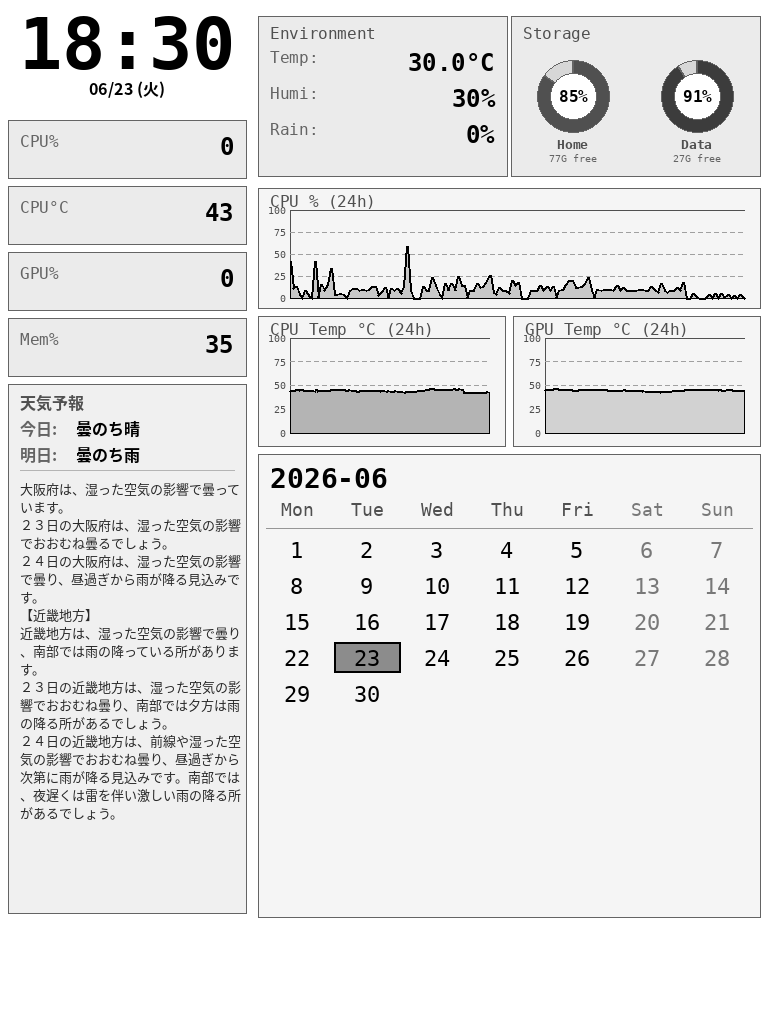 18:30
06/23 (火)
CPU% 0
CPU°C 43
GPU% 0
Mem% 35
天気予報
今日: 曇のち晴
明日: 曇のち雨
大阪府は、湿った空気の影響で曇って
います。
２３日の大阪府は、湿った空気の影響
でおおむね曇るでしょう。
２４日の大阪府は、湿った空気の影響
で曇り、昼過ぎから雨が降る見込みで
す。
【近畿地方】
近畿地方は、湿った空気の影響で曇り
、南部では雨の降っている所がありま
す。
２３日の近畿地方は、湿った空気の影
響でおおむね曇り、南部では夕方は雨
の降る所があるでしょう。
２４日の近畿地方は、前線や湿った空
気の影響でおおむね曇り、昼過ぎから
次第に雨が降る見込みです。南部では
、夜遅くは雷を伴い激しい雨の降る所
があるでしょう。
Environment
Temp: 30.0°C
Humi: 30%
Rain: 0%
Storage
85% 91%
Home Data
77G free 27G free
CPU % (24h)
100
75
50
25
0
CPU Temp °C (24h)
100
75
50
25
0
GPU Temp °C (24h)
100
75
50
25
0
2026-06
Mon Tue Wed Thu Fri Sat Sun
1 2 3 4 5 6 7
8 9 10 11 12 13 14
15 16 17 18 19 20 21
22 23 24 25 26 27 28
29 30